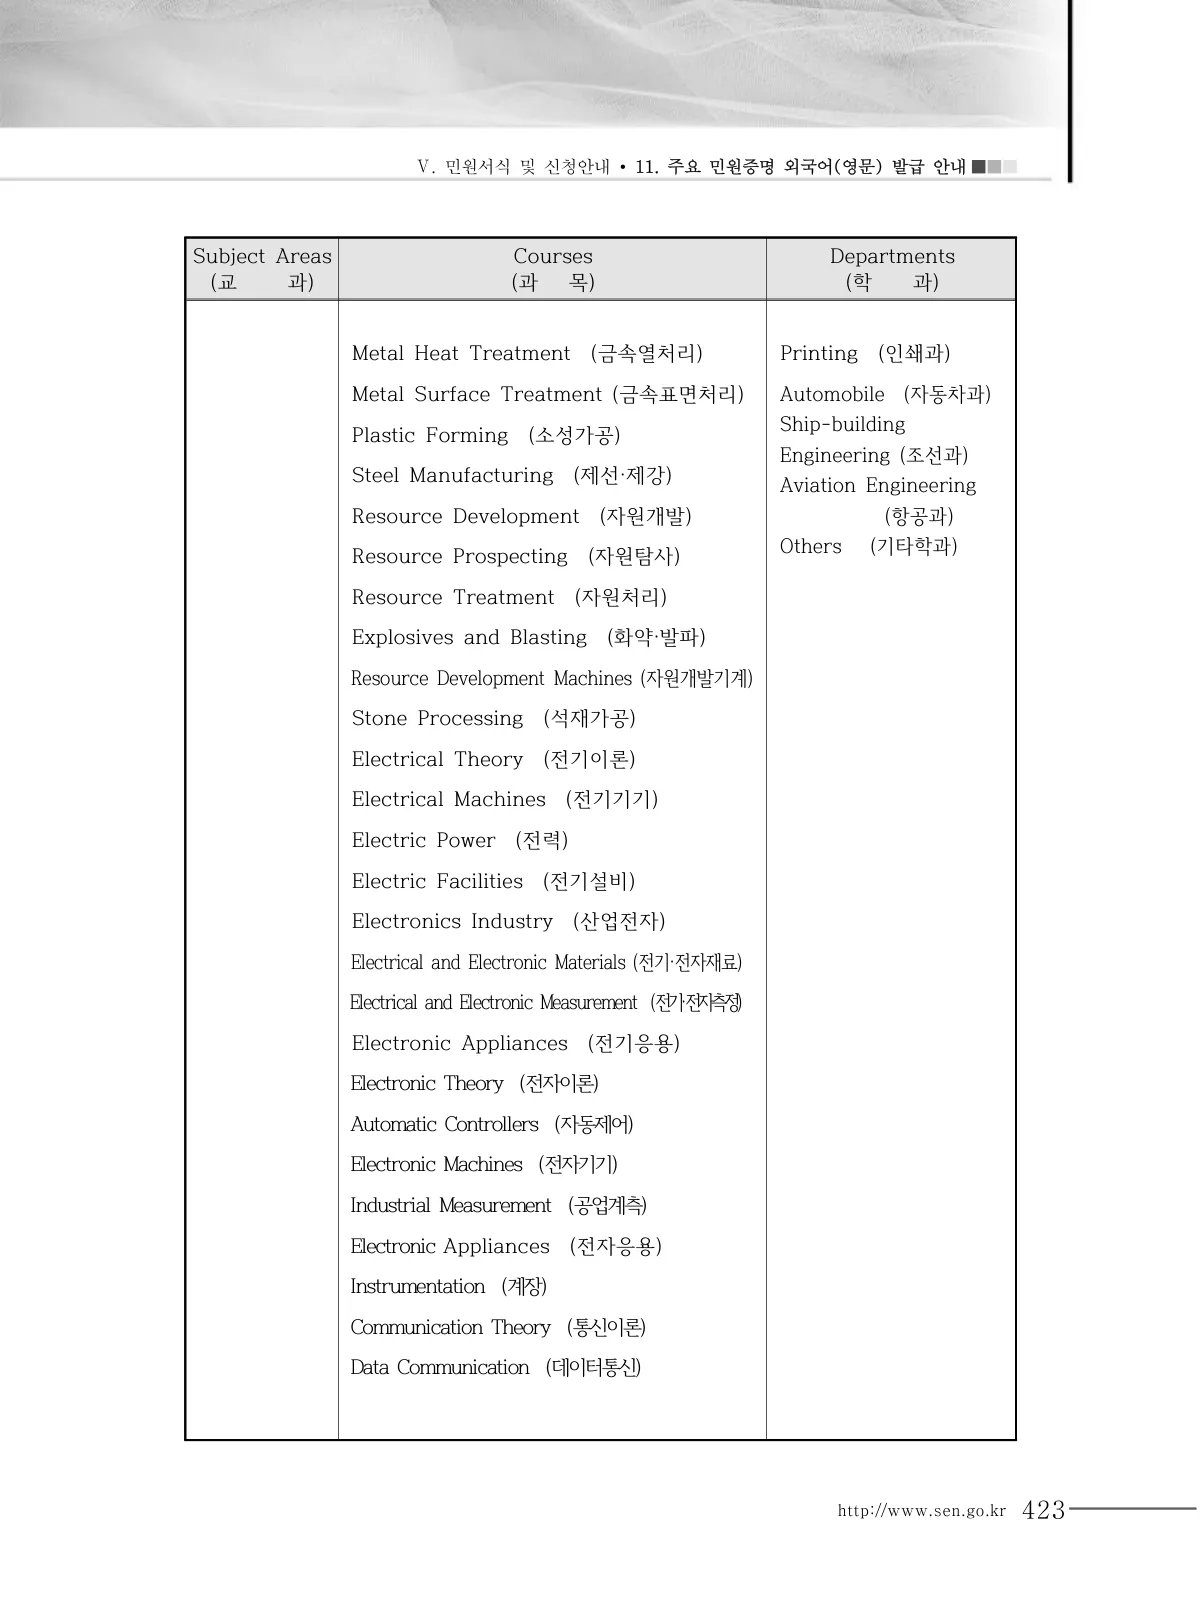 Ⅴ. 민원서식 및 신청안내 • 11. 주요 민원증명 외국어(영문) 발급 안내
Subject Areas
(교 과)
Courses
(과 목)
Departments
(학 과)
Metal Heat Treatment (금속열처리)
Metal Surface Treatment (금속표면처리)
Plastic Forming (소성가공)
Steel Manufacturing (제선·제강)
Resource Development (자원개발)
Resource Prospecting (자원탐사)
Resource Treatment (자원처리)
Explosives and Blasting (화약·발파)
Resource Development Machines (자원개발기계)
Stone Processing (석재가공)
Electrical Theory (전기이론)
Electrical Machines (전기기기)
Electric Power (전력)
Electric Facilities (전기설비)
Electronics Industry (산업전자)
Electrical and Electronic Materials (전기·전자재료)
Electrical and Electronic Measurement (전기·전자측정)
Electronic Appliances (전기응용)
Electronic Theory (전자이론)
Automatic Controllers (자동제어)
Electronic Machines (전자기기)
Industrial Measurement (공업계측)
Electronic Appliances (전자응용)
Instrumentation (계장)
Communication Theory (통신이론)
Data Communication (데이터통신)
Printing (인쇄과)
Automobile (자동차과)
Ship-building
Engineering (조선과)
Aviation Engineering
(항공과)
Others (기타학과)
http://www.sen.go.kr 423